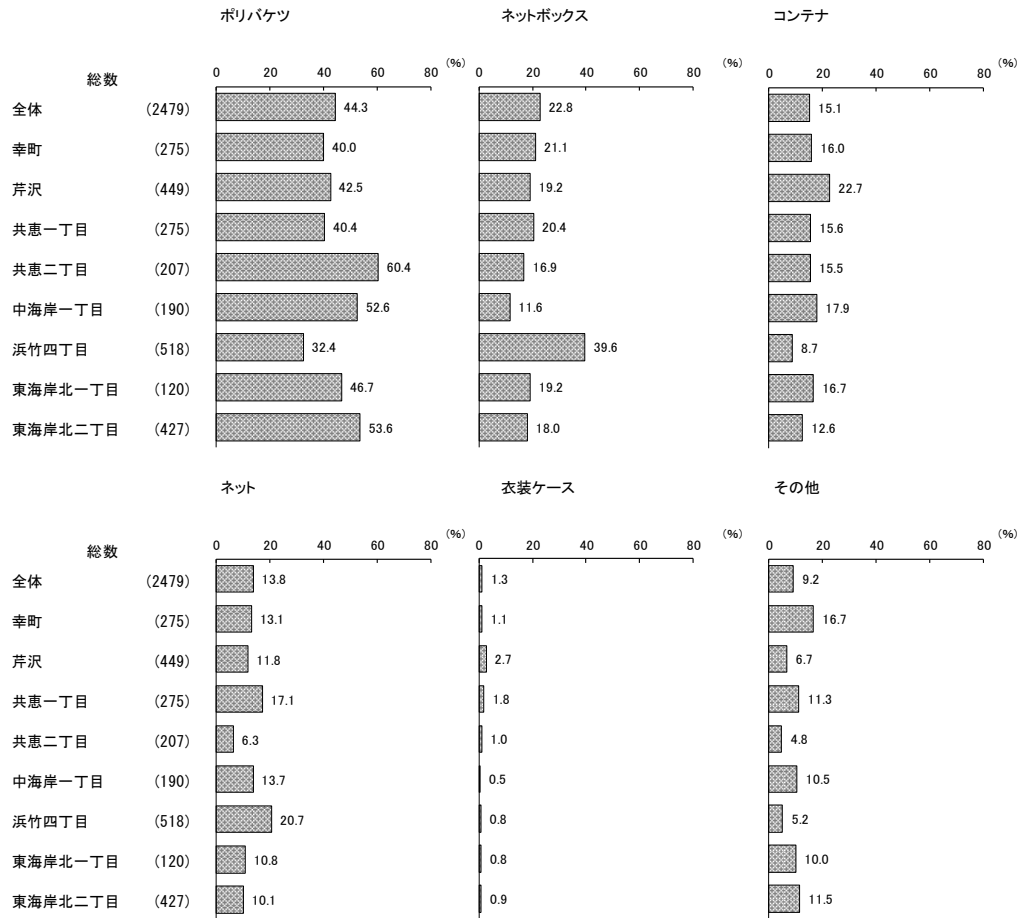 ポリバケツ ネットボックス コンテナ
0 20 40 60 80 (%) 0 20 40 60 80 (%) 0 20 40 60 80 (%)
総数
全体 (2479) 44.3 22.8 15.1
幸町 (275) 40.0 21.1 16.0
芹沢 (449) 42.5 19.2 22.7
共恵一丁目 (275) 40.4 20.4 15.6
共恵二丁目 (207) 60.4 16.9 15.5
中海岸一丁目 (190) 52.6 11.6 17.9
浜竹四丁目 (518) 32.4 39.6 8.7
東海岸北一丁目 (120) 46.7 19.2 16.7
東海岸北二丁目 (427) 53.6 18.0 12.6
ネット 衣装ケース その他
0 20 40 60 80 (%) 0 20 40 60 80 (%) 0 20 40 60 80 (%)
総数
全体 (2479) 13.8 1.3 9.2
幸町 (275) 13.1 1.1 16.7
芹沢 (449) 11.8 2.7 6.7
共恵一丁目 (275) 17.1 1.8 11.3
共恵二丁目 (207) 6.3 1.0 4.8
中海岸一丁目 (190) 13.7 0.5 10.5
浜竹四丁目 (518) 20.7 0.8 5.2
東海岸北一丁目 (120) 10.8 0.8 10.0
東海岸北二丁目 (427) 10.1 0.9 11.5